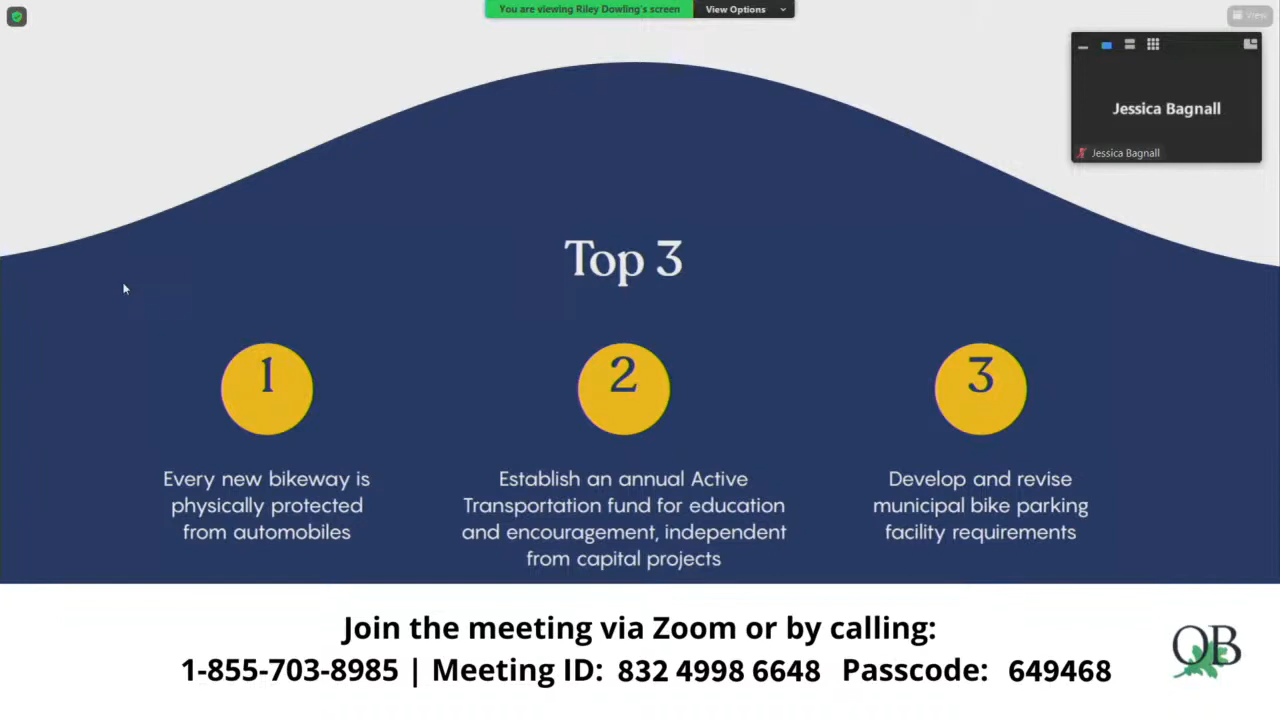 You are viewing Riley Dowling's screen
View Options
View
Jessica Bagnall
Jessica Bagnall
Top 3
1
2
3
Every new bikeway is
physically protected
from automobiles
Establish an annual Active
Transportation fund for education
and encouragement, independent
from capital projects
Develop and revise
municipal bike parking
facility requirements
Join the meeting via Zoom or by calling:
1-855-703-8985 | Meeting ID: 832 4998 6648 Passcode: 649468
QB